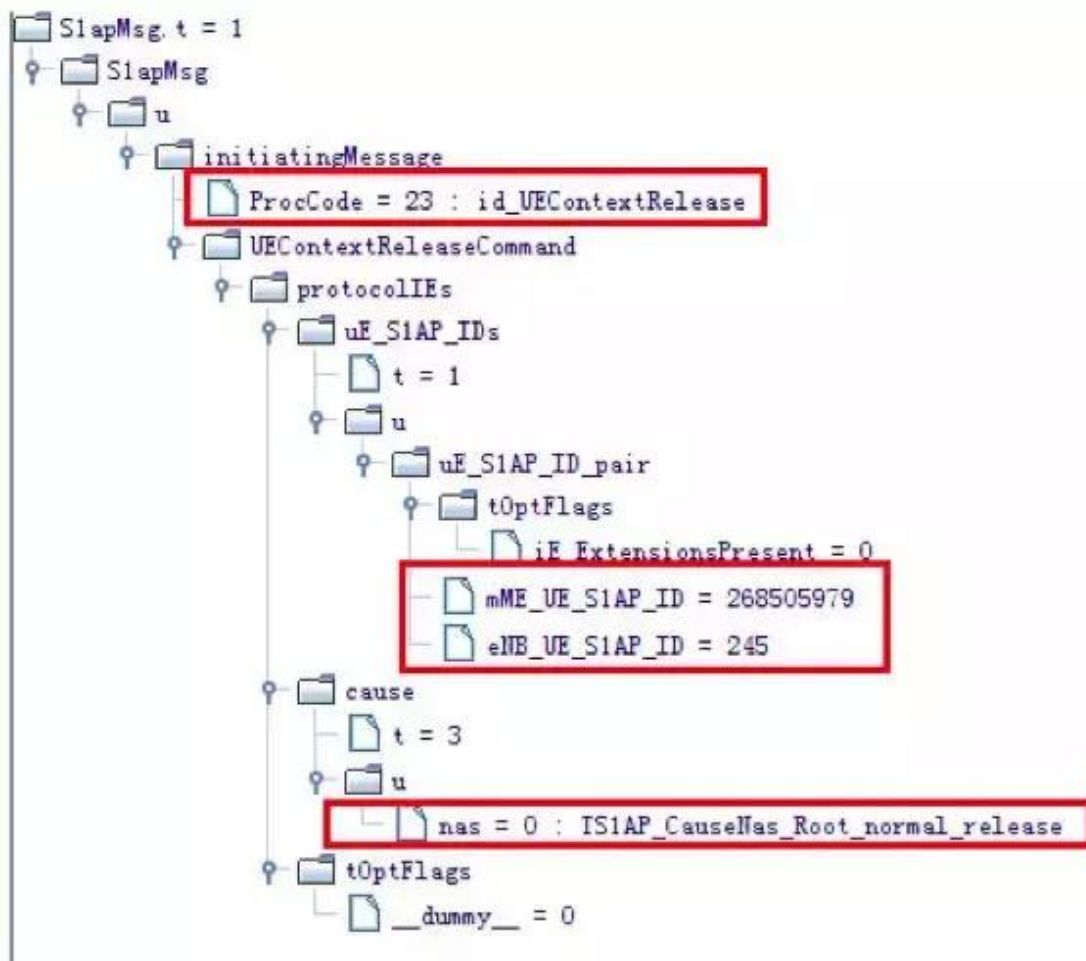 S1apMsg.t = 1
S1apMsg
u
initiatingMessage
ProcCode = 23 : id_UEContextRelease
UEContextReleaseCommand
protocolIEs
uE_S1AP_IDs
t = 1
u
uE_S1AP_ID_pair
tOptFlags
iE_ExtensionsPresent = 0
mME_UE_S1AP_ID = 268505979
eNB_UE_S1AP_ID = 245
cause
t = 3
u
nas = 0 : TS1AP_CauseNas_Root_normal_release
tOptFlags
__dummy__ = 0